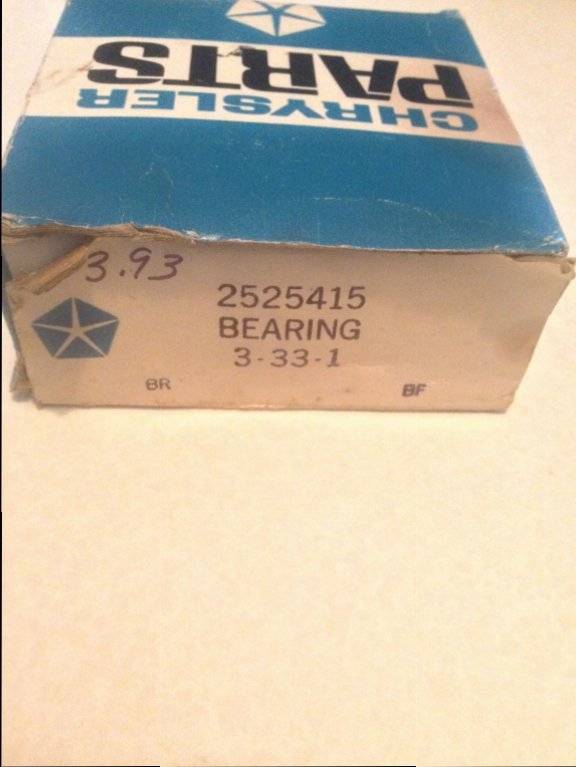 CHRYSLER
PARTS
3.93
2525415
BEARING
3-33-1
BR BF